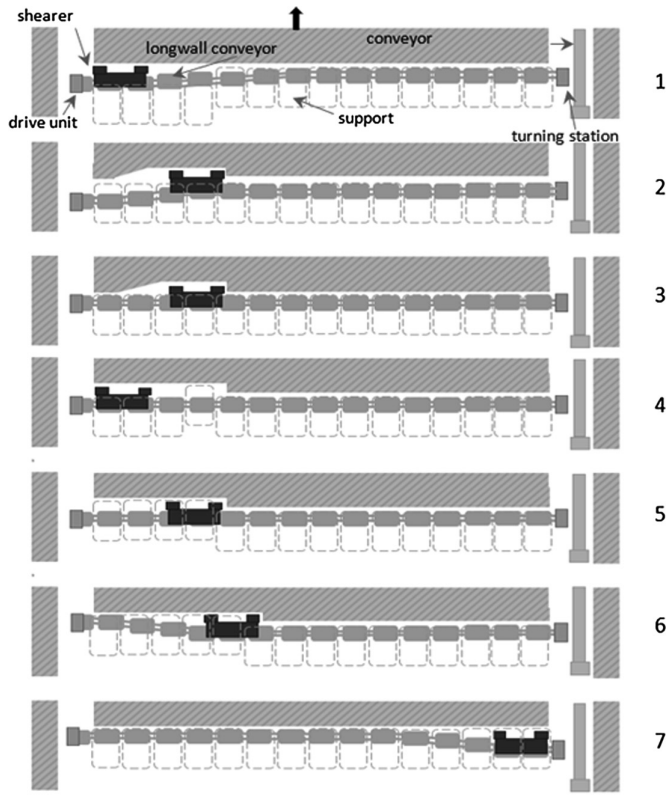 shearer
longwall conveyor
conveyor
1
drive unit
support
turning station
2
3
4
5
6
7